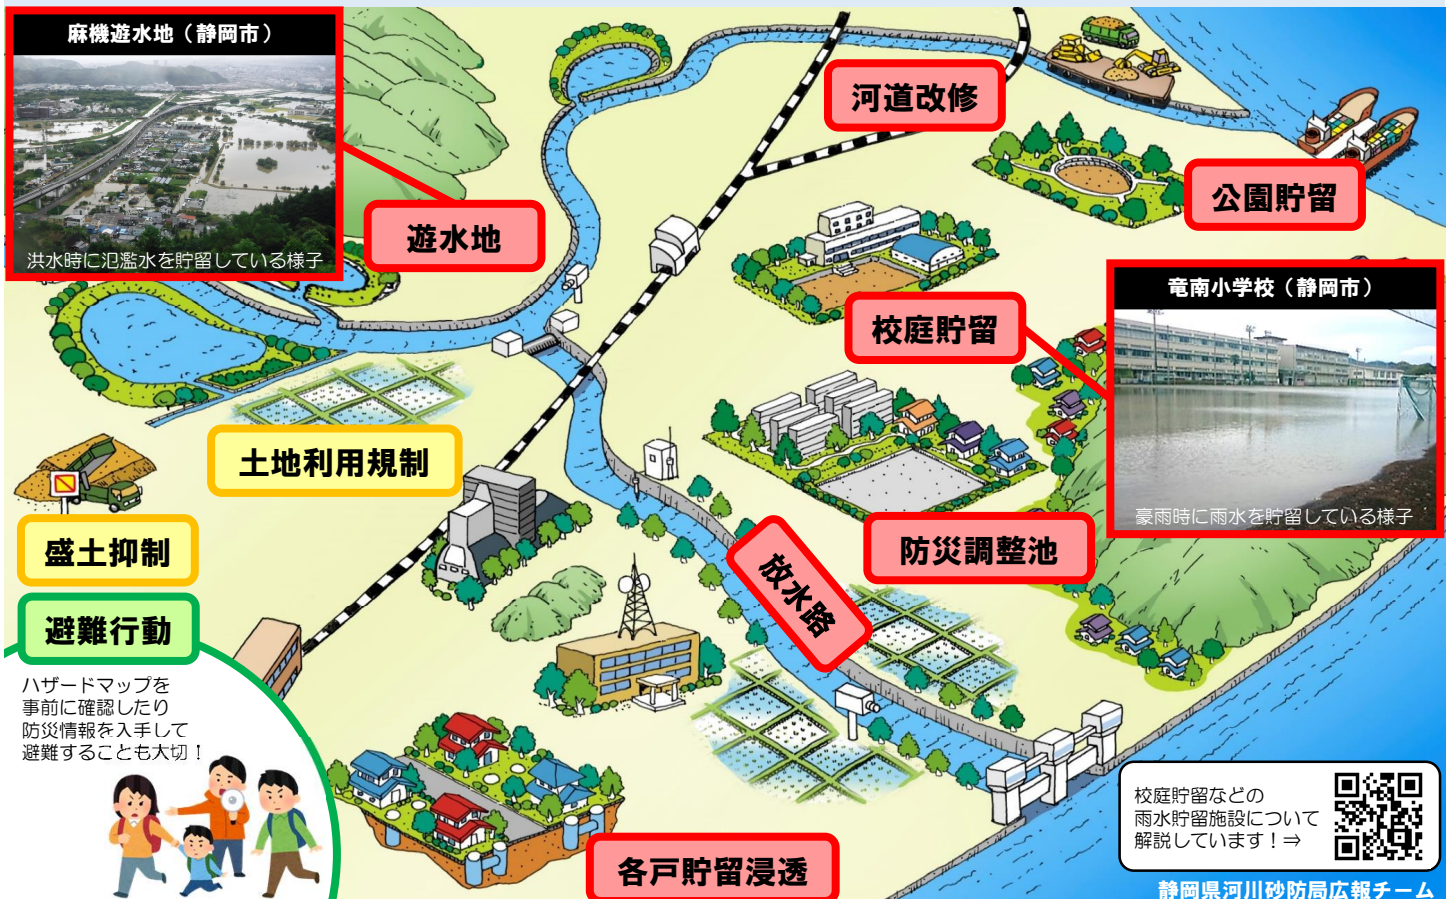 麻機遊水地（静岡市）
洪水時に氾濫水を貯留している様子
遊水地
河道改修
公園貯留
校庭貯留
竜南小学校（静岡市）
豪雨時に雨水を貯留している様子
土地利用規制
盛土抑制
防災調整池
放水路
避難行動
ハザードマップを
事前に確認したり
防災情報を入手して
避難することも大切！
各戸貯留浸透
校庭貯留などの
雨水貯留施設について
解説しています！⇒
静岡県河川砂防局広報チーム